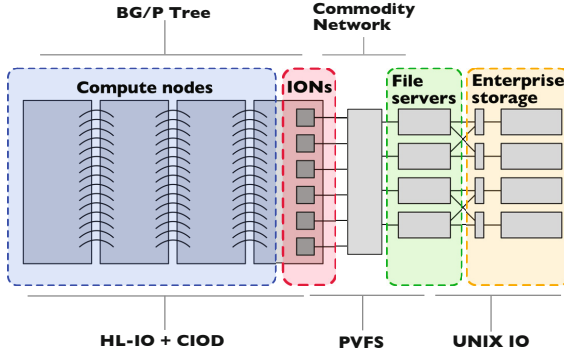 BG/P Tree
Commodity
Network
Compute nodes
IONs
File
servers
Enterprise
storage
HL-IO + CIOD
PVFS
UNIX IO